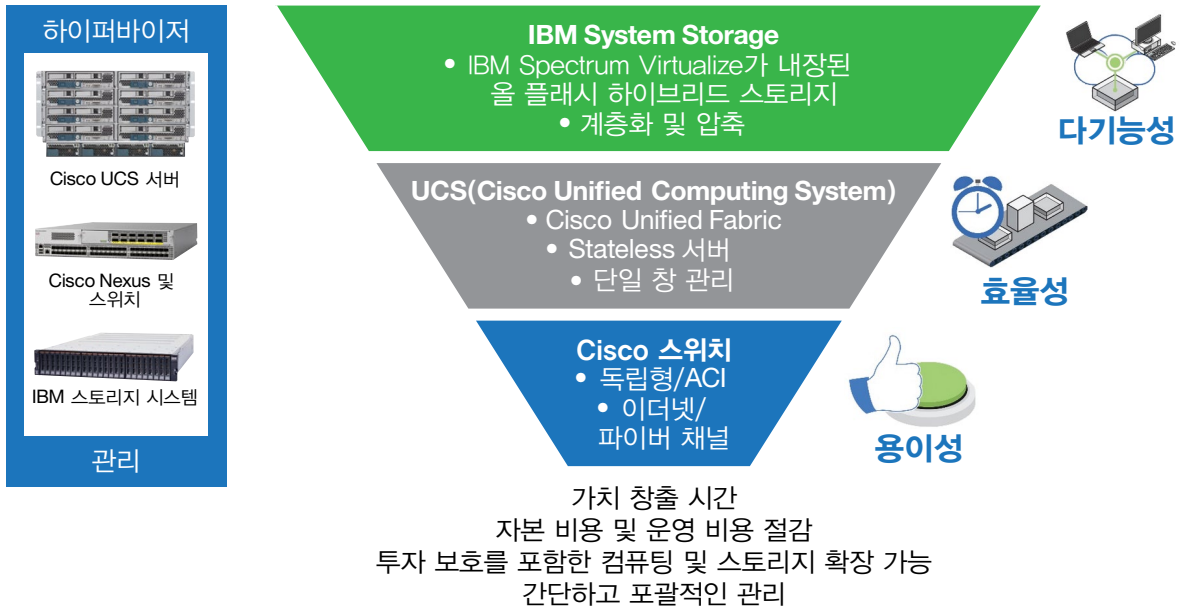 하이퍼바이저
Cisco UCS 서버
Cisco Nexus 및
스위치
IBM 스토리지 시스템
관리
IBM System Storage
• IBM Spectrum Virtualize가 내장된
올 플래시 하이브리드 스토리지
• 계층화 및 압축
다기능성
UCS(Cisco Unified Computing System)
• Cisco Unified Fabric
• Stateless 서버
• 단일 창 관리
효율성
Cisco 스위치
• 독립형/ACI
• 이더넷/
파이버 채널
용이성
가치 창출 시간
자본 비용 및 운영 비용 절감
투자 보호를 포함한 컴퓨팅 및 스토리지 확장 가능
간단하고 포괄적인 관리